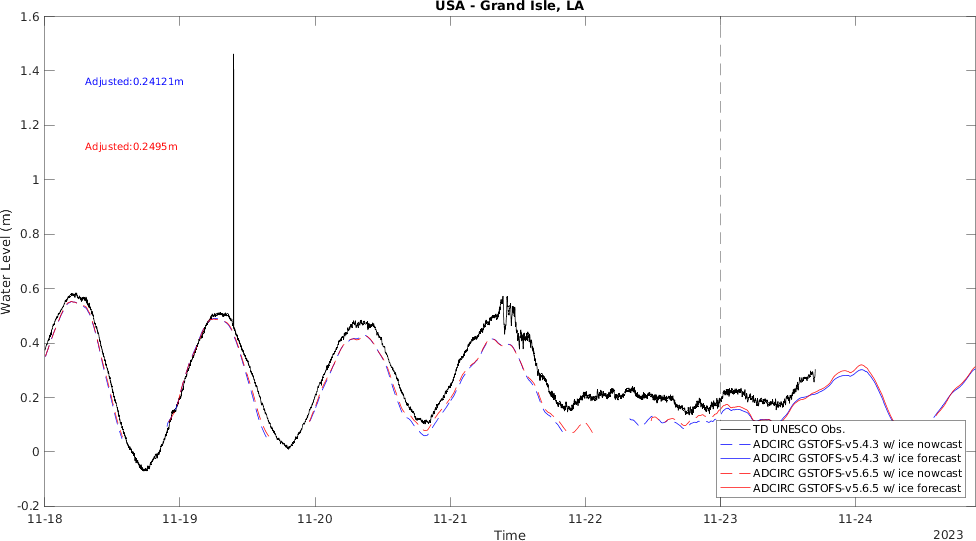 USA - Grand Isle, LA
1.6
1.4
1.2
1
0.8
0.6
0.4
0.2
0
-0.2
Water Level (m)
Adjusted:0.24121m
Adjusted:0.2495m
TD UNESCO Obs.
ADCIRC GSTOFS-v5.4.3 w/ ice nowcast
ADCIRC GSTOFS-v5.4.3 w/ ice forecast
ADCIRC GSTOFS-v5.6.5 w/ ice nowcast
ADCIRC GSTOFS-v5.6.5 w/ ice forecast
11-18 11-19 11-20 11-21 11-22 11-23 11-24
Time
2023